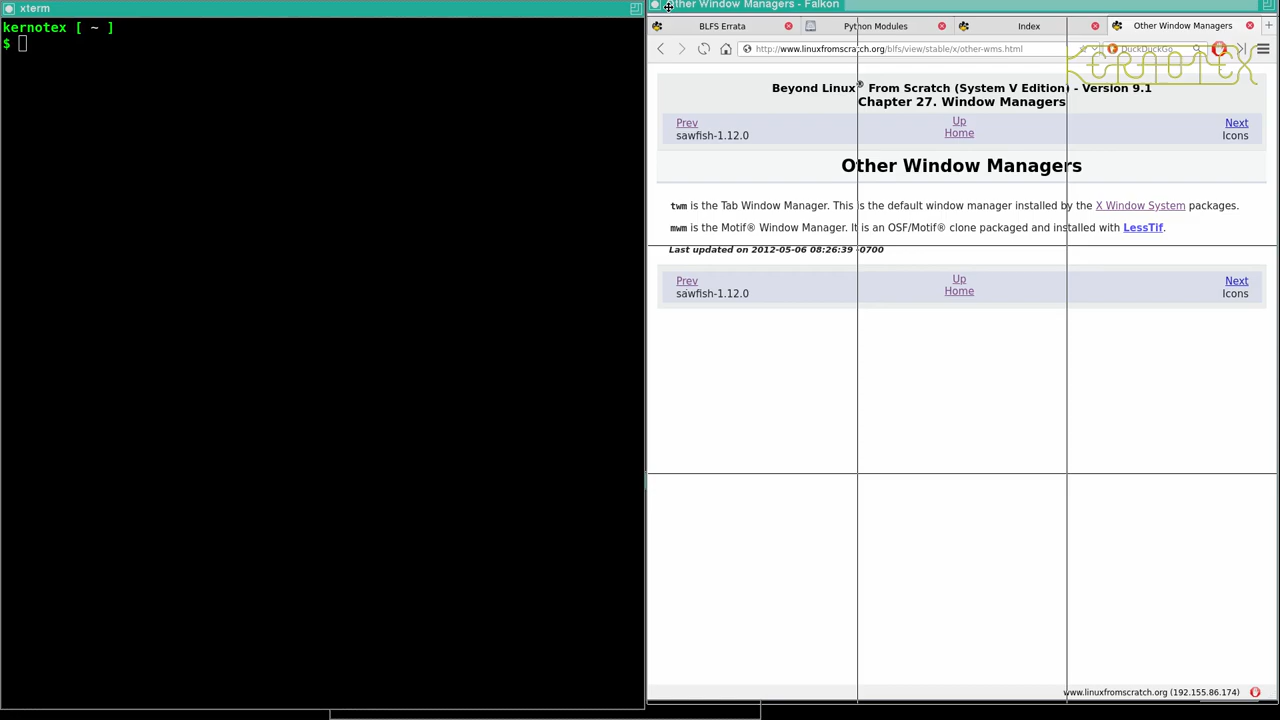 xterm
kernotex [ ~ ]
$
Other Window Managers - Falkon
BLFS Errata
Python Modules
Index
Other Window Managers
http://www.linuxfromscratch.org/blfs/view/stable/x/other-wms.html
DuckDuckGo
KERNOTEX
Beyond Linux® From Scratch (System V Edition) - Version 9.1
Chapter 27. Window Managers
Prev
Up
Next
sawfish-1.12.0
Home
Icons
Other Window Managers
twm is the Tab Window Manager. This is the default window manager installed by the X Window System packages.
mwm is the Motif® Window Manager. It is an OSF/Motif® clone packaged and installed with LessTif.
Last updated on 2012-05-06 08:26:39 -0700
Prev
Up
Next
sawfish-1.12.0
Home
Icons
www.linuxfromscratch.org (192.155.86.174)